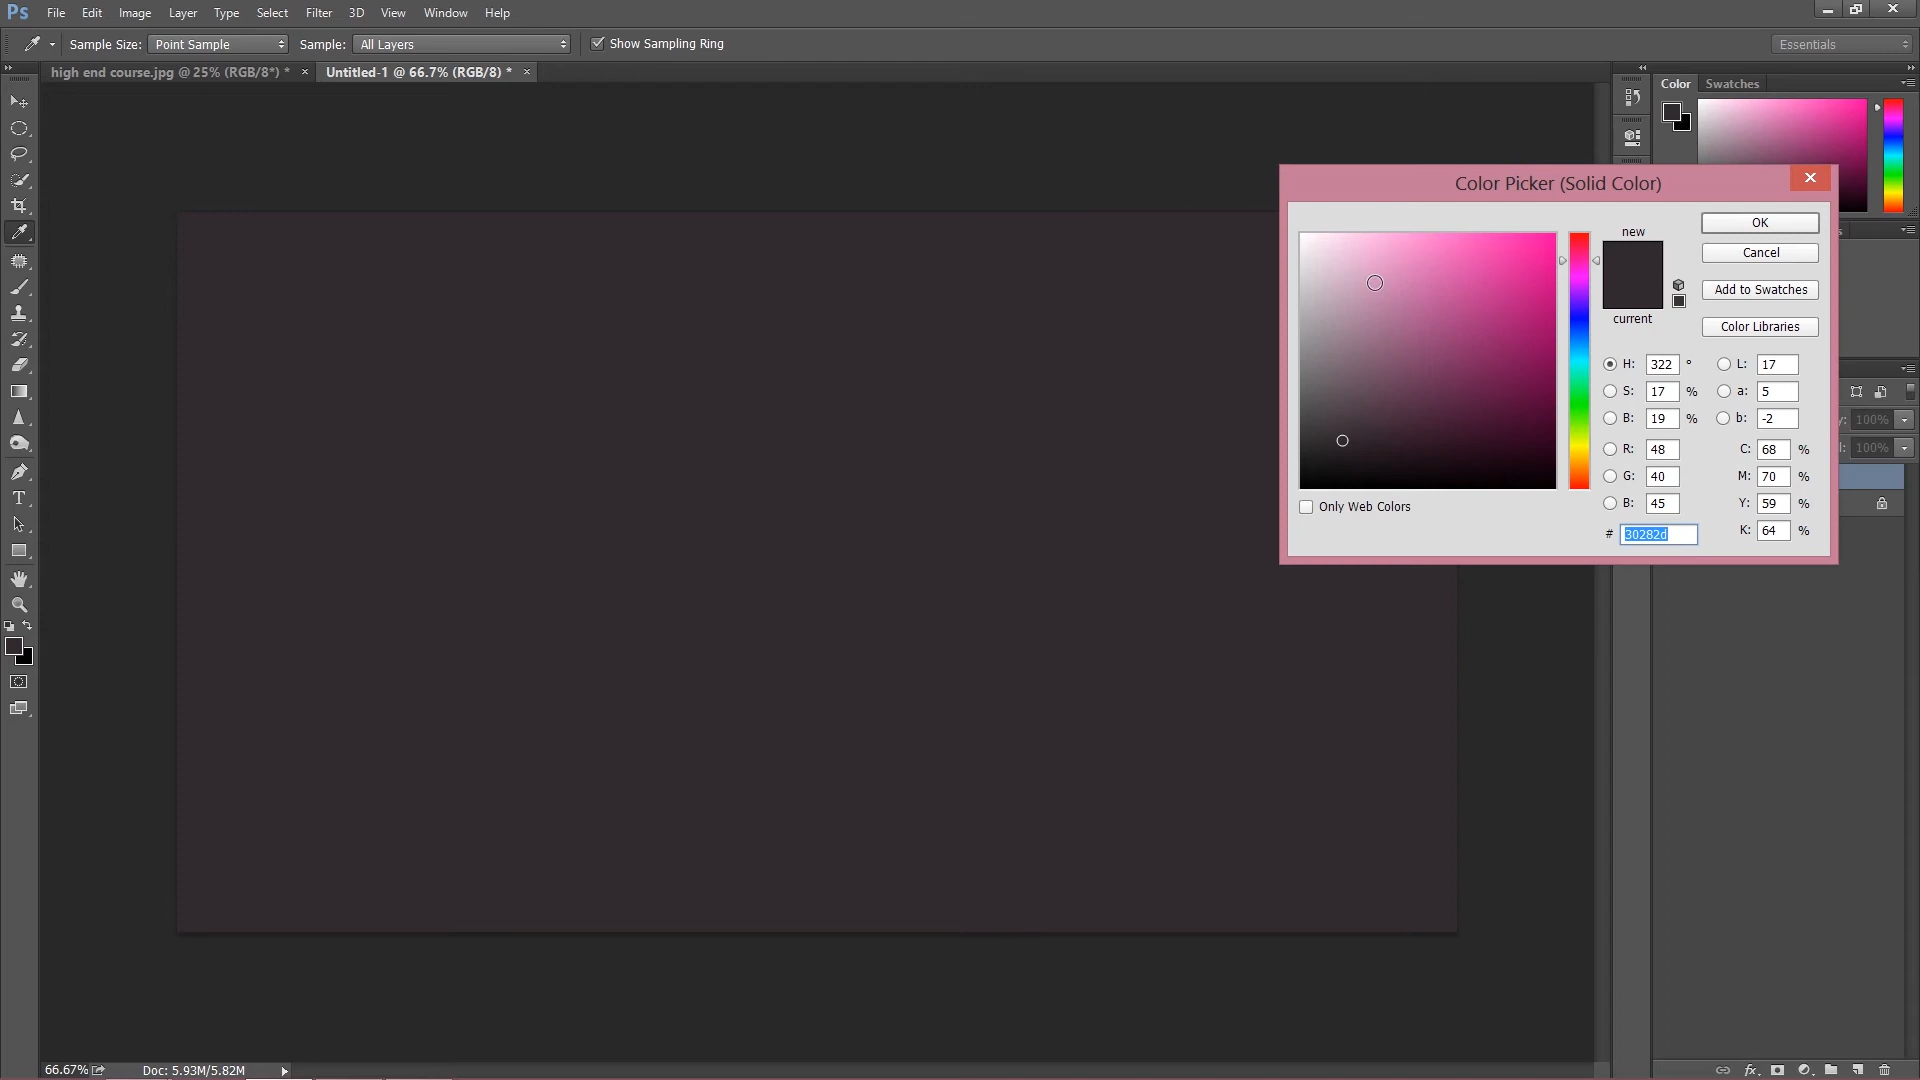 Ps File Edit Image Layer Type Select Filter 3D View Window Help
Sample Size: Point Sample Sample: All Layers Show Sampling Ring Essentials
high end course.jpg @ 25% (RGB/8*) * × Untitled-1 @ 66.7% (RGB/8) * ×
Color Swatches
Color Picker (Solid Color)
new
current
OK
Cancel
Add to Swatches
Color Libraries
H: 322 ° L: 17
S: 17 % a: 5
B: 19 % b: -2
R: 48 C: 68 %
G: 40 M: 70 %
B: 45 Y: 59 %
# 30282d K: 64 %
Only Web Colors
100%
100%
T
66.67% Doc: 5.93M/5.82M
fx